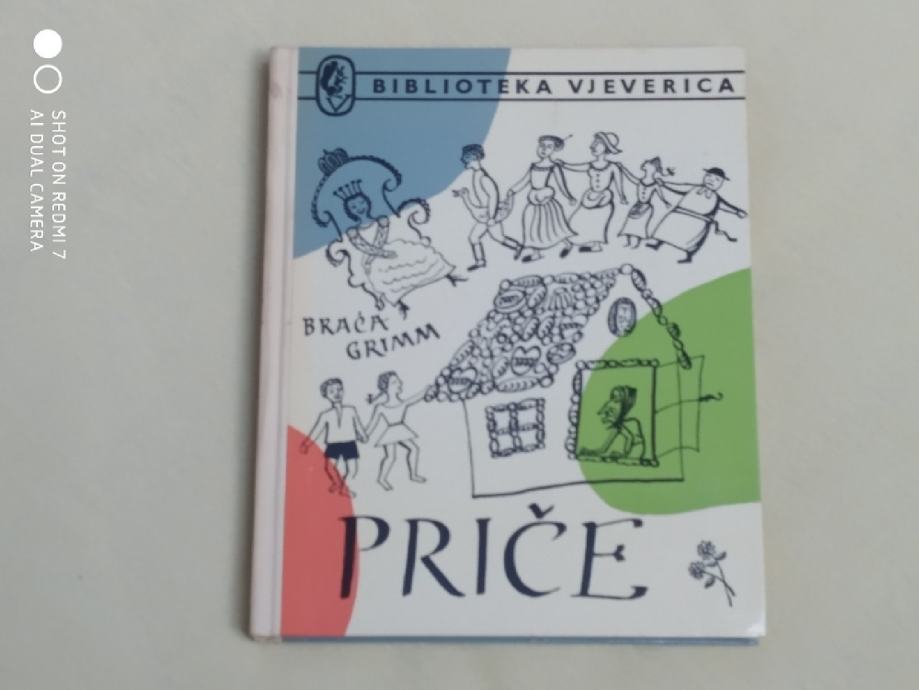 BIBLIOTEKA VJEVERICA
BRAĆA
GRIMM
PRIČE
SHOT ON REDMI 7
AI DUAL CAMERA